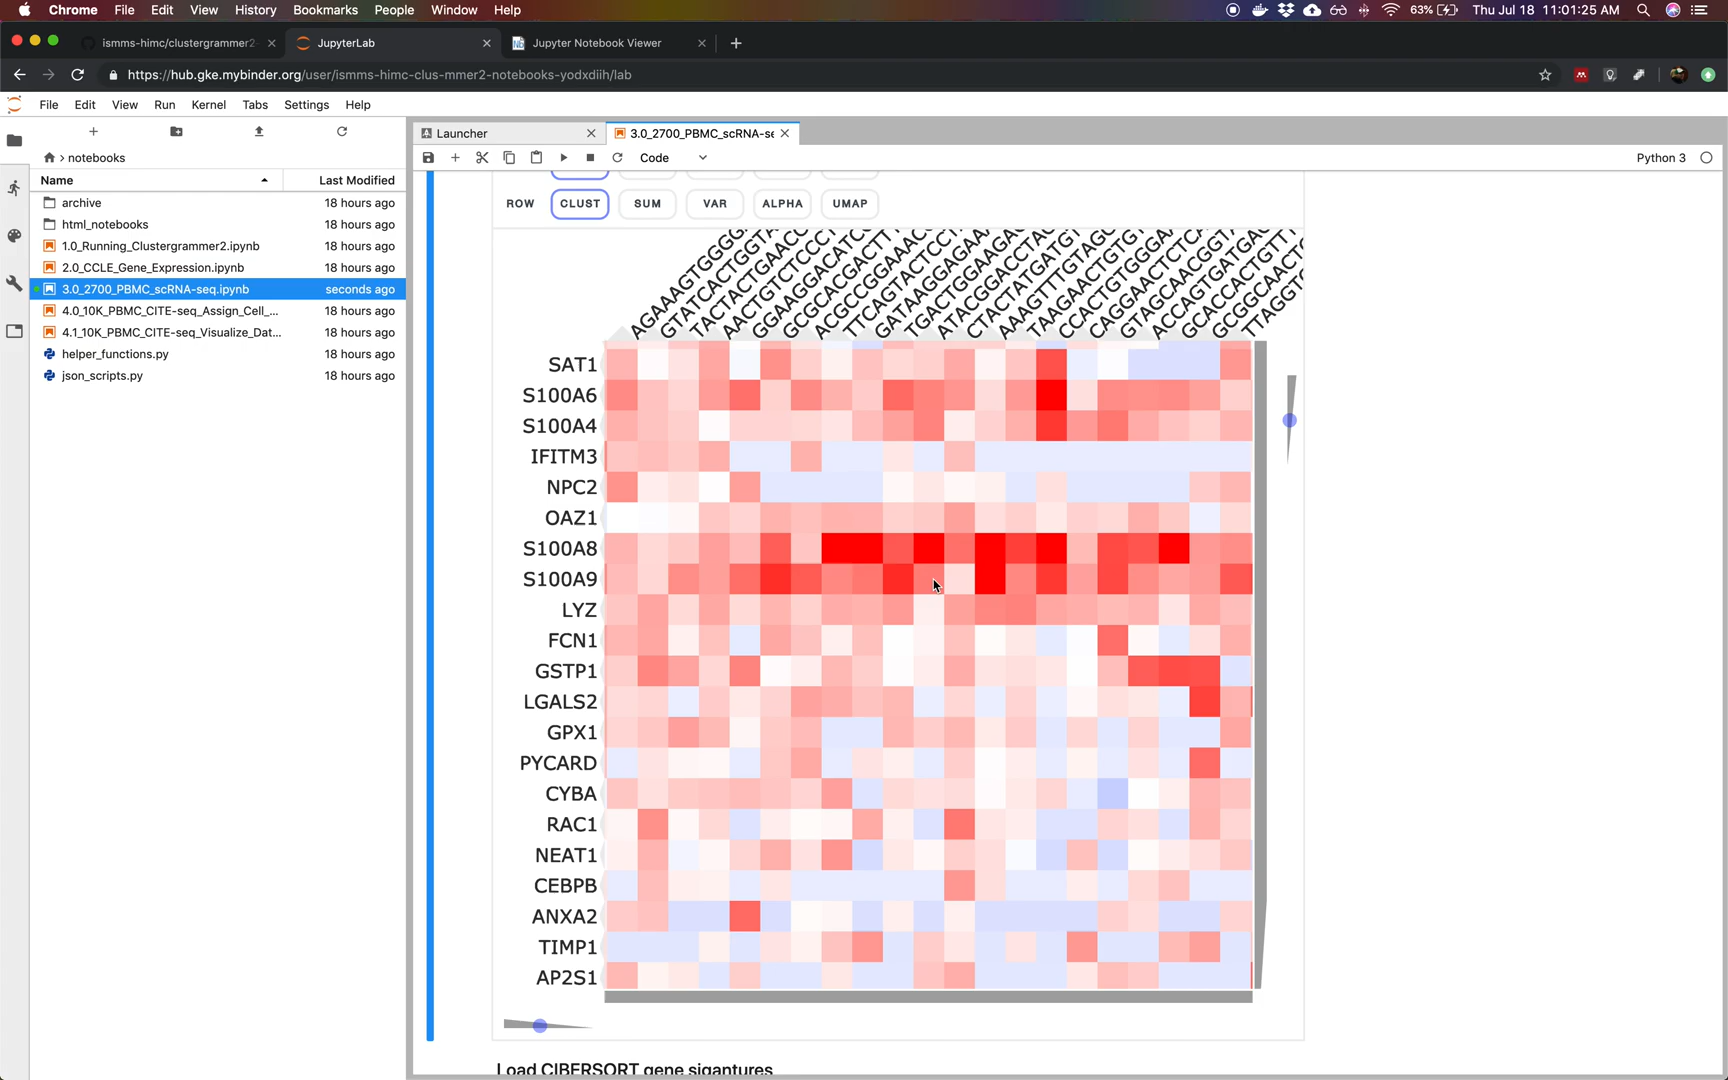 Chrome File Edit View History Bookmarks People Window Help 63% Thu Jul 18 11:01:25 AM
ismms-himc/clustergrammer2- JupyterLab Jupyter Notebook Viewer
https://hub.gke.mybinder.org/user/ismms-himc-clus-mmer2-notebooks-yodxdiih/lab
File Edit View Run Kernel Tabs Settings Help
Launcher 3.0_2700_PBMC_scRNA-se
Code Python 3
notebooks
Name Last Modified
archive 18 hours ago
html_notebooks 18 hours ago
1.0_Running_Clustergrammer2.ipynb 18 hours ago
2.0_CCLE_Gene_Expression.ipynb 18 hours ago
3.0_2700_PBMC_scRNA-seq.ipynb seconds ago
4.0_10K_PBMC_CITE-seq_Assign_Cell_... 18 hours ago
4.1_10K_PBMC_CITE-seq_Visualize_Dat... 18 hours ago
helper_functions.py 18 hours ago
json_scripts.py 18 hours ago
ROW CLUST SUM VAR ALPHA UMAP
SAT1
S100A6
S100A4
IFITM3
NPC2
OAZ1
S100A8
S100A9
LYZ
FCN1
GSTP1
LGALS2
GPX1
PYCARD
CYBA
RAC1
NEAT1
CEBPB
ANXA2
TIMP1
AP2S1
Load CIBERSORT gene sigantures